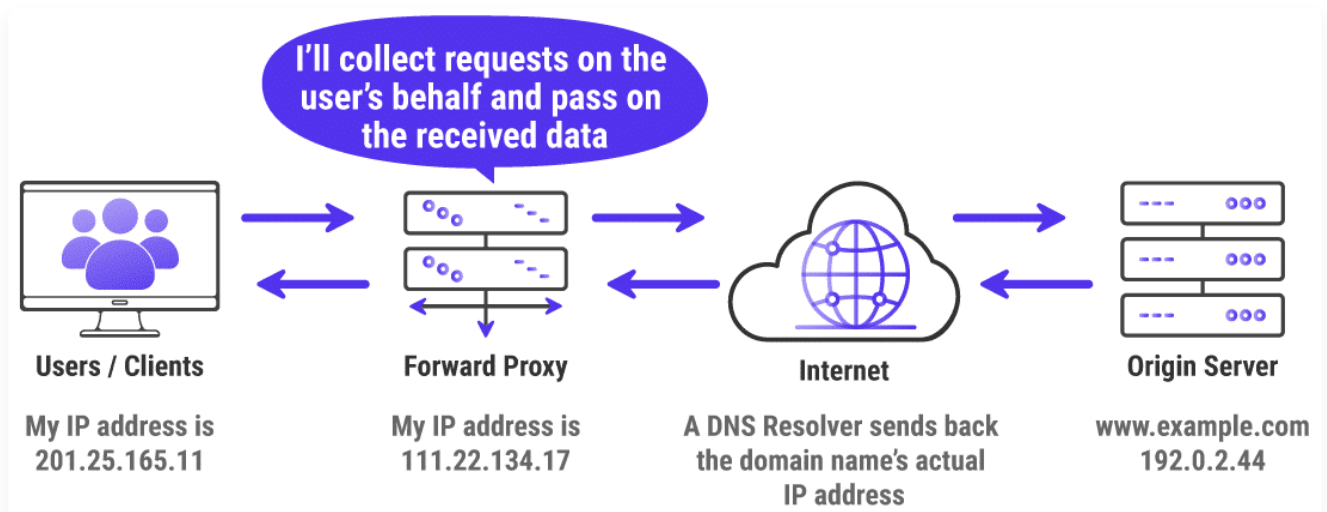 I'll collect requests on the
user's behalf and pass on
the received data
Users / Clients
My IP address is
201.25.165.11
Forward Proxy
My IP address is
111.22.134.17
Internet
A DNS Resolver sends back
the domain name's actual
IP address
Origin Server
www.example.com
192.0.2.44